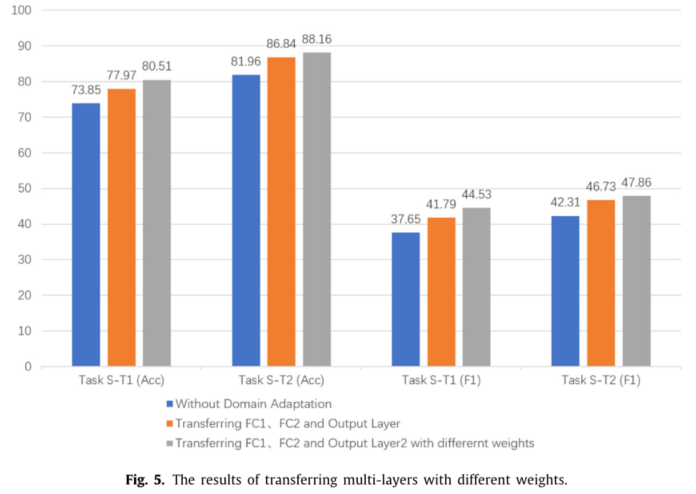 100
90
80
70
60
50
40
30
20
10
0
73.85
77.97
80.51
81.96
86.84
88.16
37.65
41.79
44.53
42.31
46.73
47.86
Task S-T1 (Acc)
Task S-T2 (Acc)
Task S-T1 (F1)
Task S-T2 (F1)
Without Domain Adaptation
Transferring FC1、FC2 and Output Layer
Transferring FC1、FC2 and Output Layer2 with differernt weights
Fig. 5. The results of transferring multi-layers with different weights.